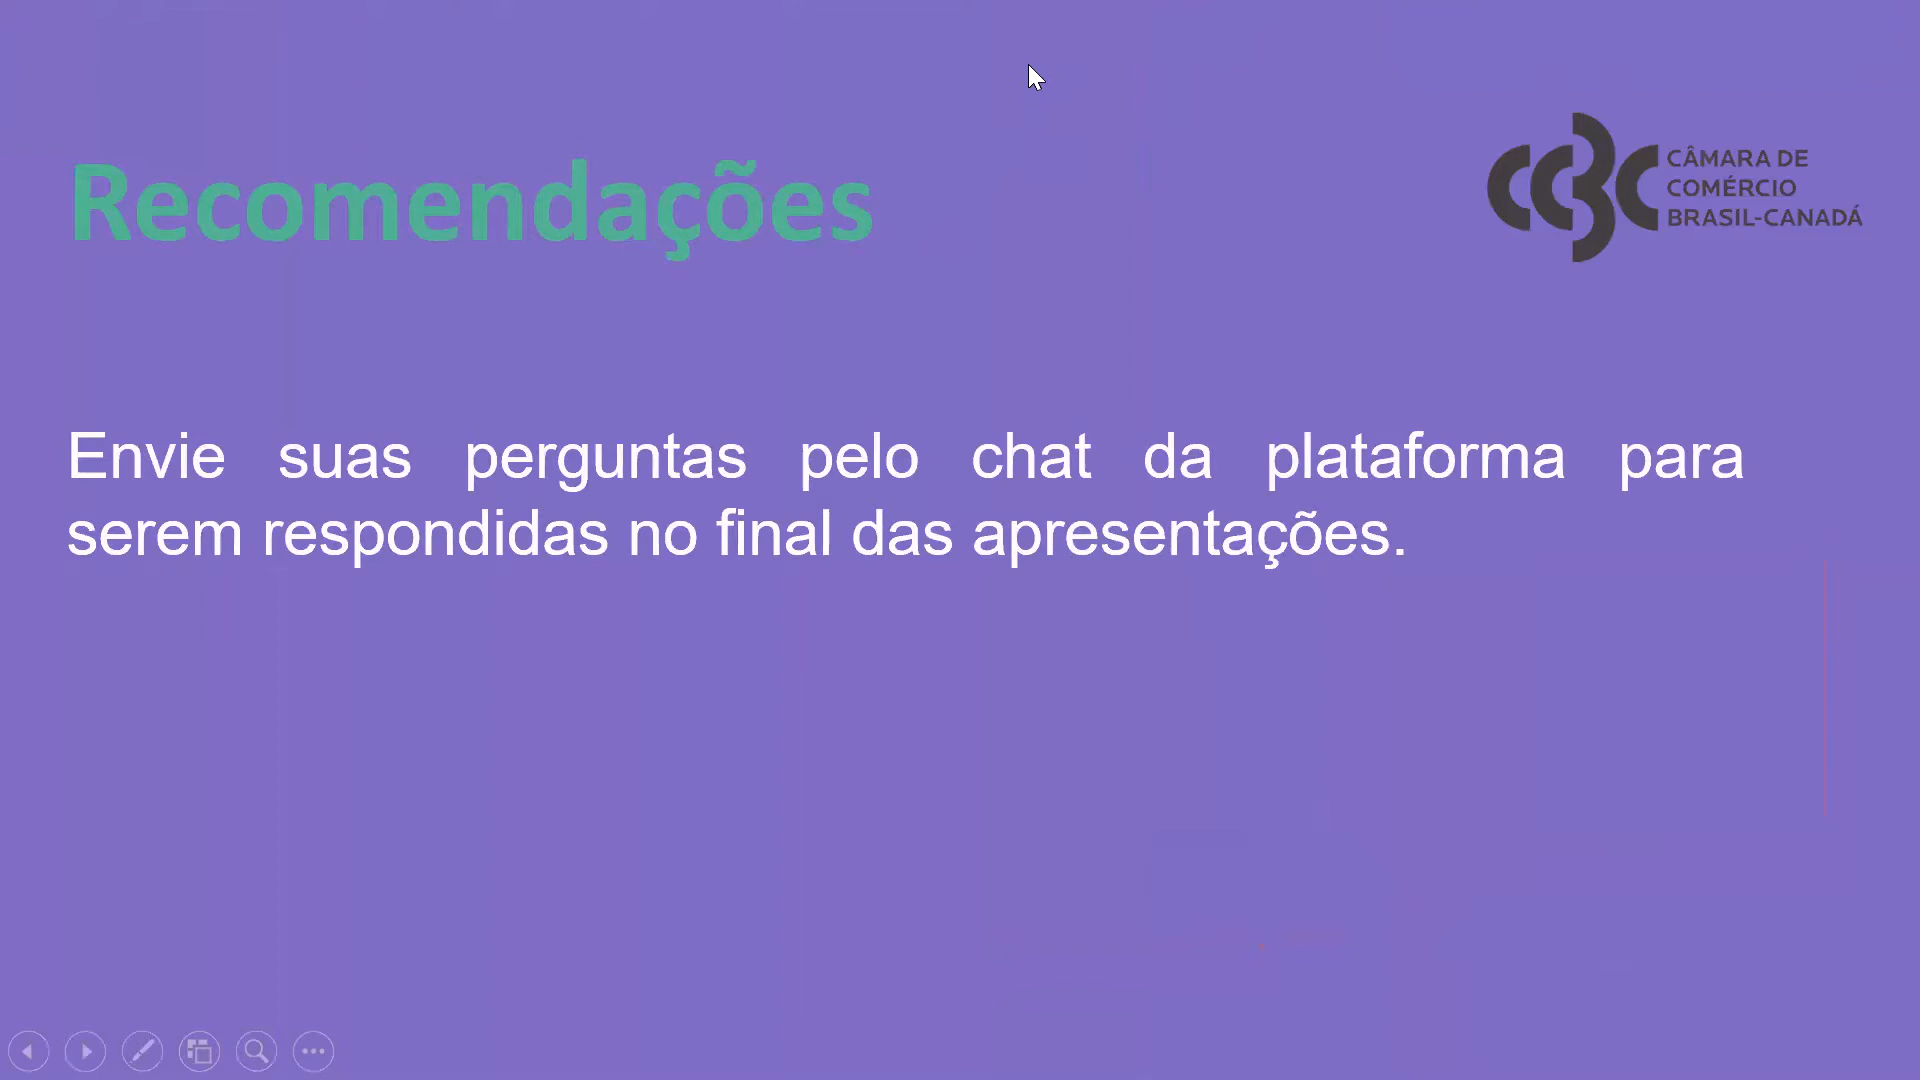 Recomendações
CCBC
CÂMARA DE
COMÉRCIO
BRASIL-CANADÁ
Envie suas perguntas pelo chat da plataforma para
serem respondidas no final das apresentações.